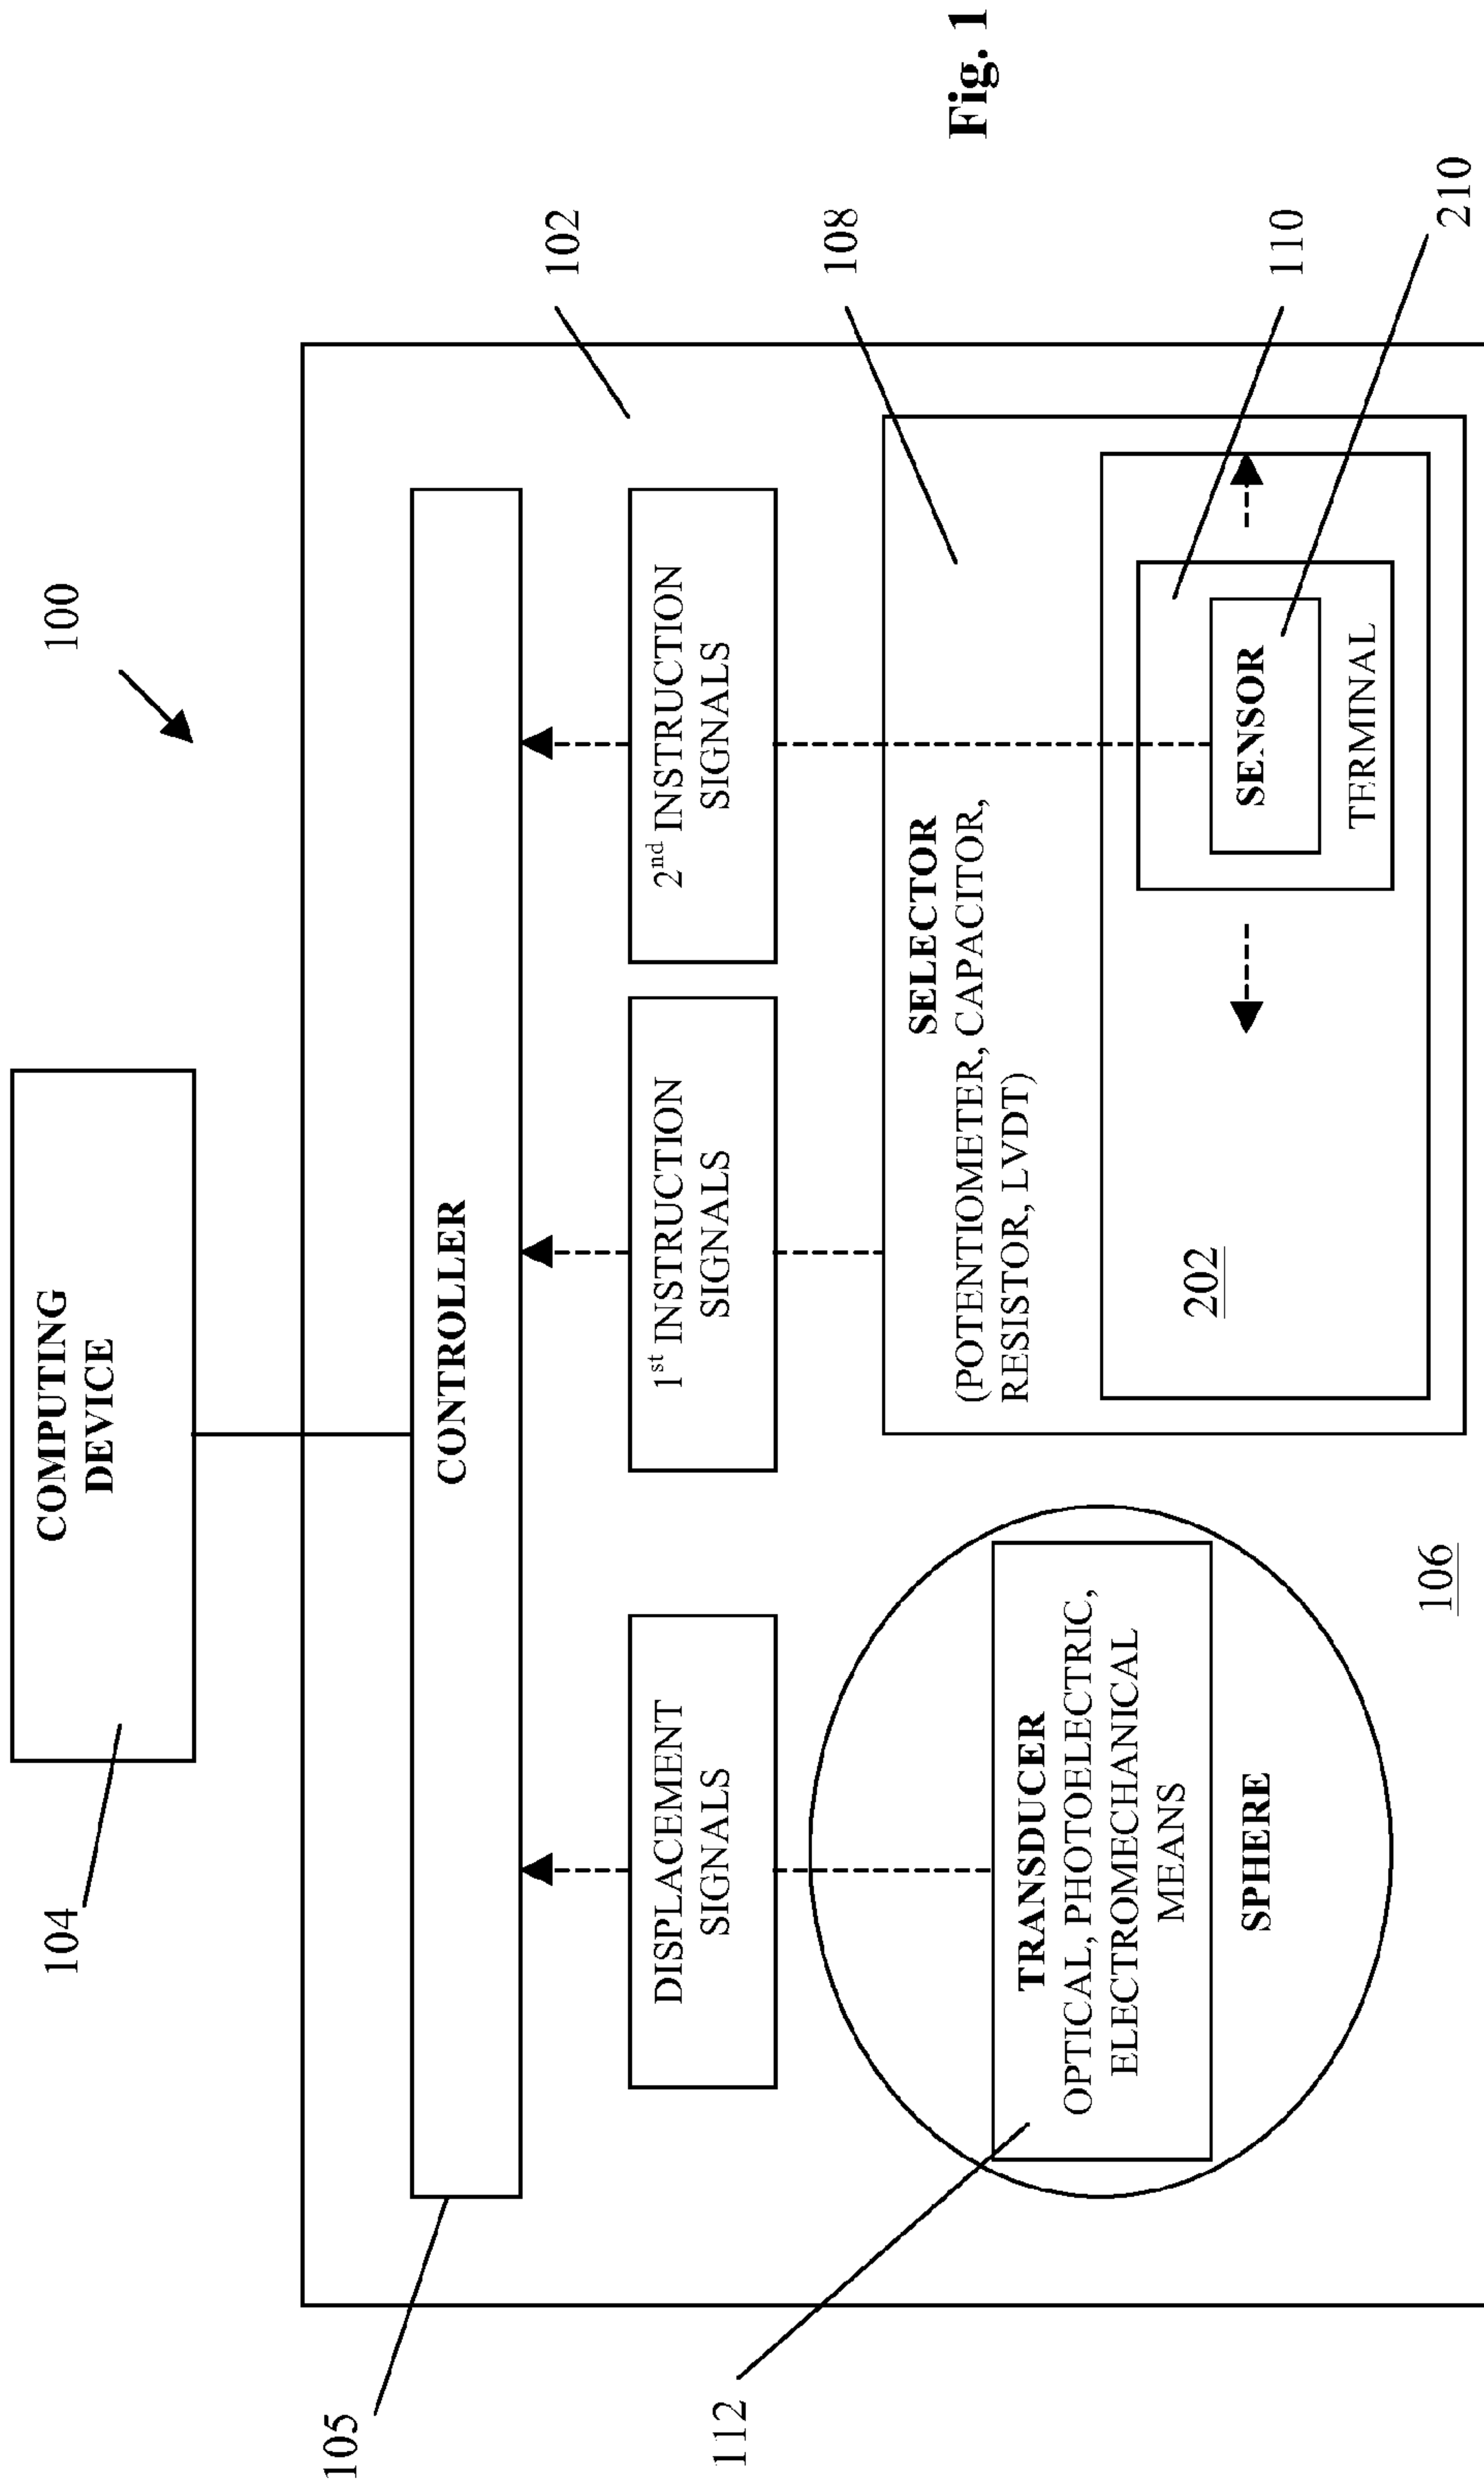 100
COMPUTING
DEVICE
104
105
CONTROLLER
102
DISPLACEMENT
SIGNALS
1st INSTRUCTION
SIGNALS
2nd INSTRUCTION
SIGNALS
112
TRANSDUCER
OPTICAL, PHOTOELECTRIC,
ELECTROMECHANICAL
MEANS
SPHERE
106
SELECTOR
(POTENTIOMETER, CAPACITOR,
RESISTOR, LVDT)
108
202
SENSOR
TERMINAL
110
210
Fig. 1